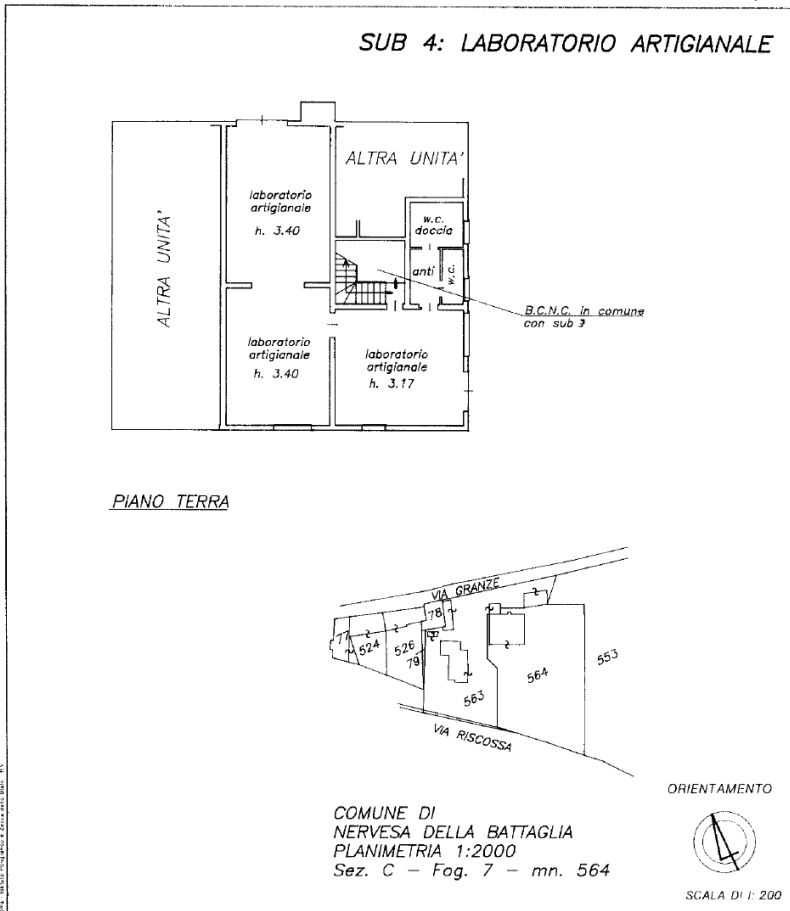 SUB 4: LABORATORIO ARTIGIANALE
ALTRA UNITA'
ALTRA UNITA'
laboratorio
artigianale
h. 3.40
w.c.
doccia
anti
w.c.
B.C.N.C. in comune
con sub 3
laboratorio
artigianale
h. 3.40
laboratorio
artigianale
h. 3.17
PIANO TERRA
VIA GRANZE
77
524
526
79
78
563
564
553
VIA RISCOSSA
COMUNE DI
NERVESA DELLA BATTAGLIA
PLANIMETRIA 1:2000
Sez. C - Fog. 7 - mn. 564
ORIENTAMENTO
SCALA DI 1: 200